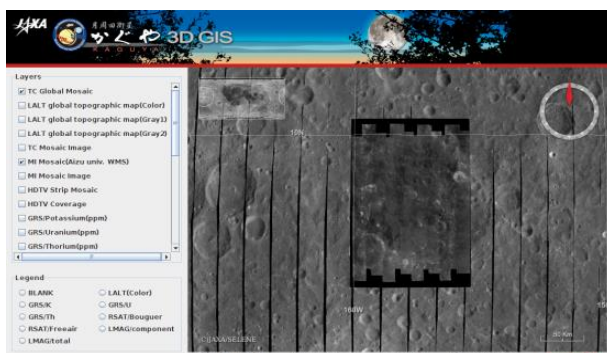 JAXA
月周回衛星
かぐや 3D GIS
KAGUYA
Layers
TC Global Mosaic
LALT global topographic map(Color)
LALT global topographic map(Gray1)
LALT global topographic map(Gray2)
TC Mosaic Image
MI Mosaic(Aizu univ. WMS)
MI Mosaic Image
HDTV Strip Mosaic
HDTV Coverage
GRS/Potassium(ppm)
GRS/Uranium(ppm)
GRS/Thorium(ppm)
Legend
BLANK LALT(Color)
GRS/K GRS/U
GRS/Th RSAT/Bouguer
RSAT/Freeair LMAG/component
LMAG/total
10N
160W
©JAXA/SELENE